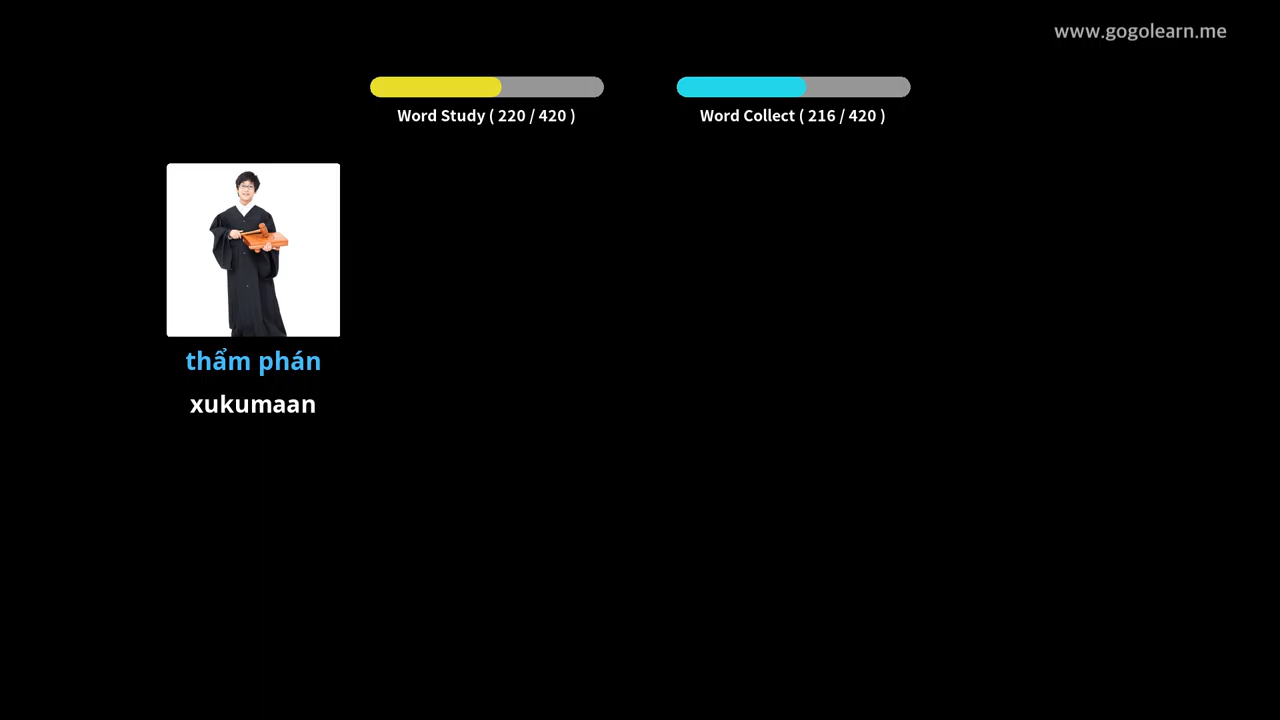 www.gogolearn.me
Word Study ( 220 / 420 )
Word Collect ( 216 / 420 )
thẩm phán
xukumaan